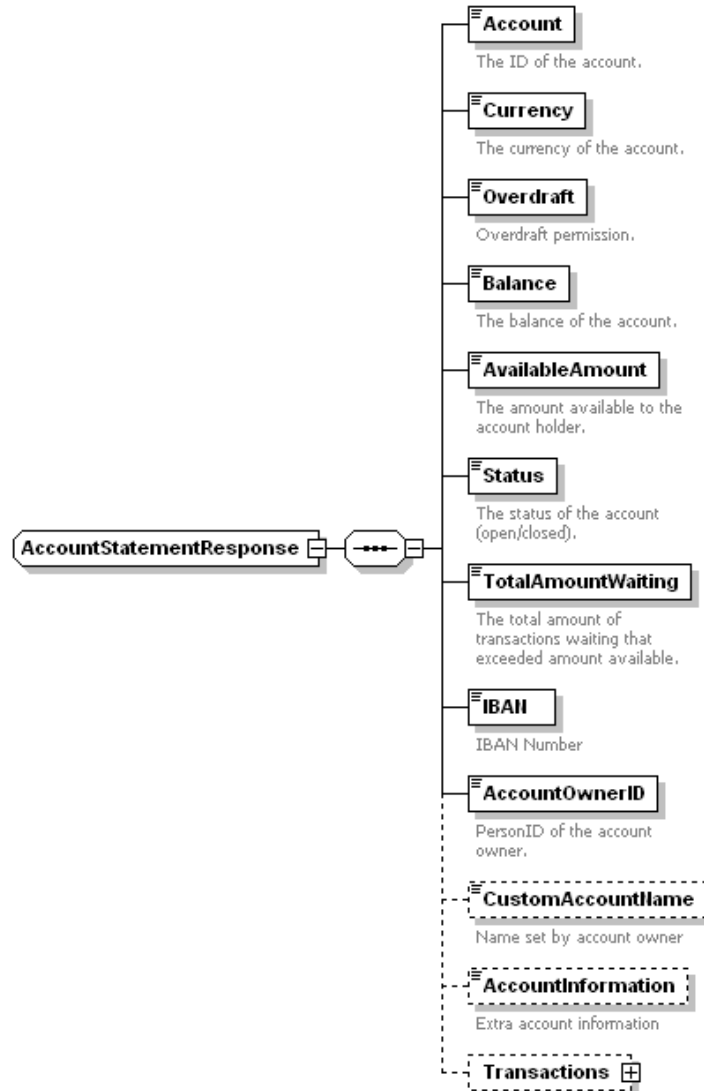 Account
The ID of the account.
Currency
The currency of the account.
Overdraft
Overdraft permission.
Balance
The balance of the account.
AvailableAmount
The amount available to the
account holder.
Status
The status of the account
(open/closed).
AccountStatementResponse
TotalAmountWaiting
The total amount of
transactions waiting that
exceeded amount available.
IBAN
IBAN Number
AccountOwnerID
PersonID of the account
owner.
CustomAccountName
Name set by account owner
AccountInformation
Extra account information
Transactions